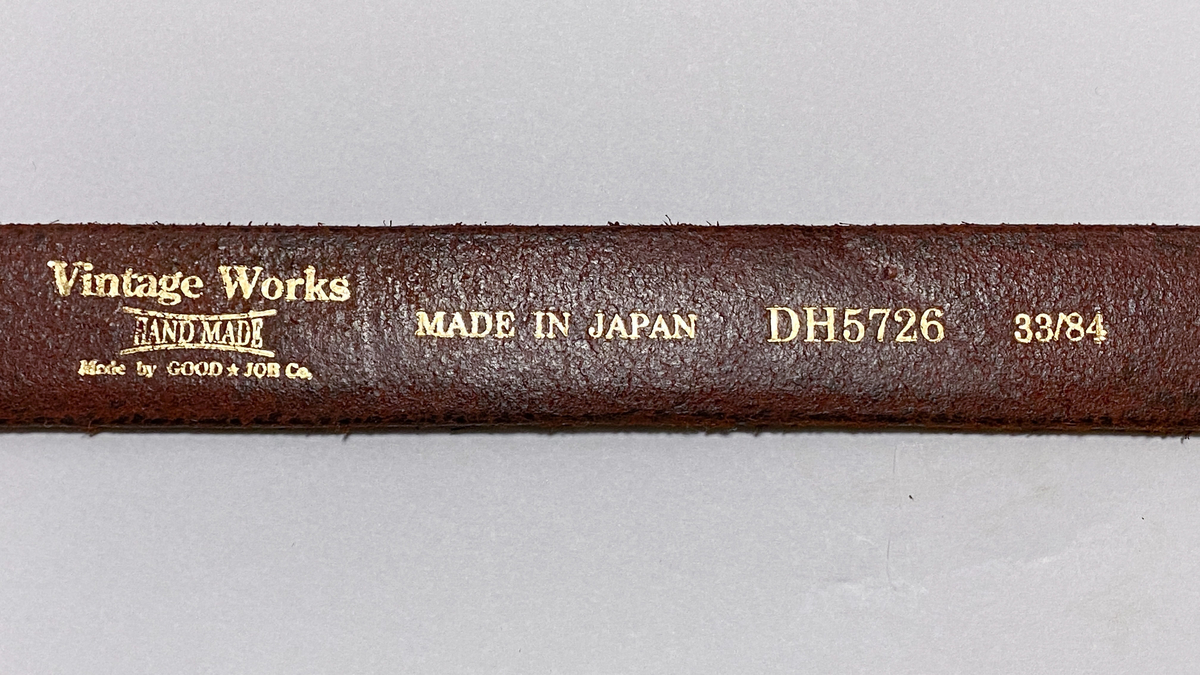 Vintage Works
HAND MADE
Made by GOOD★JOB Co.
MADE IN JAPAN
DH5726
33/84